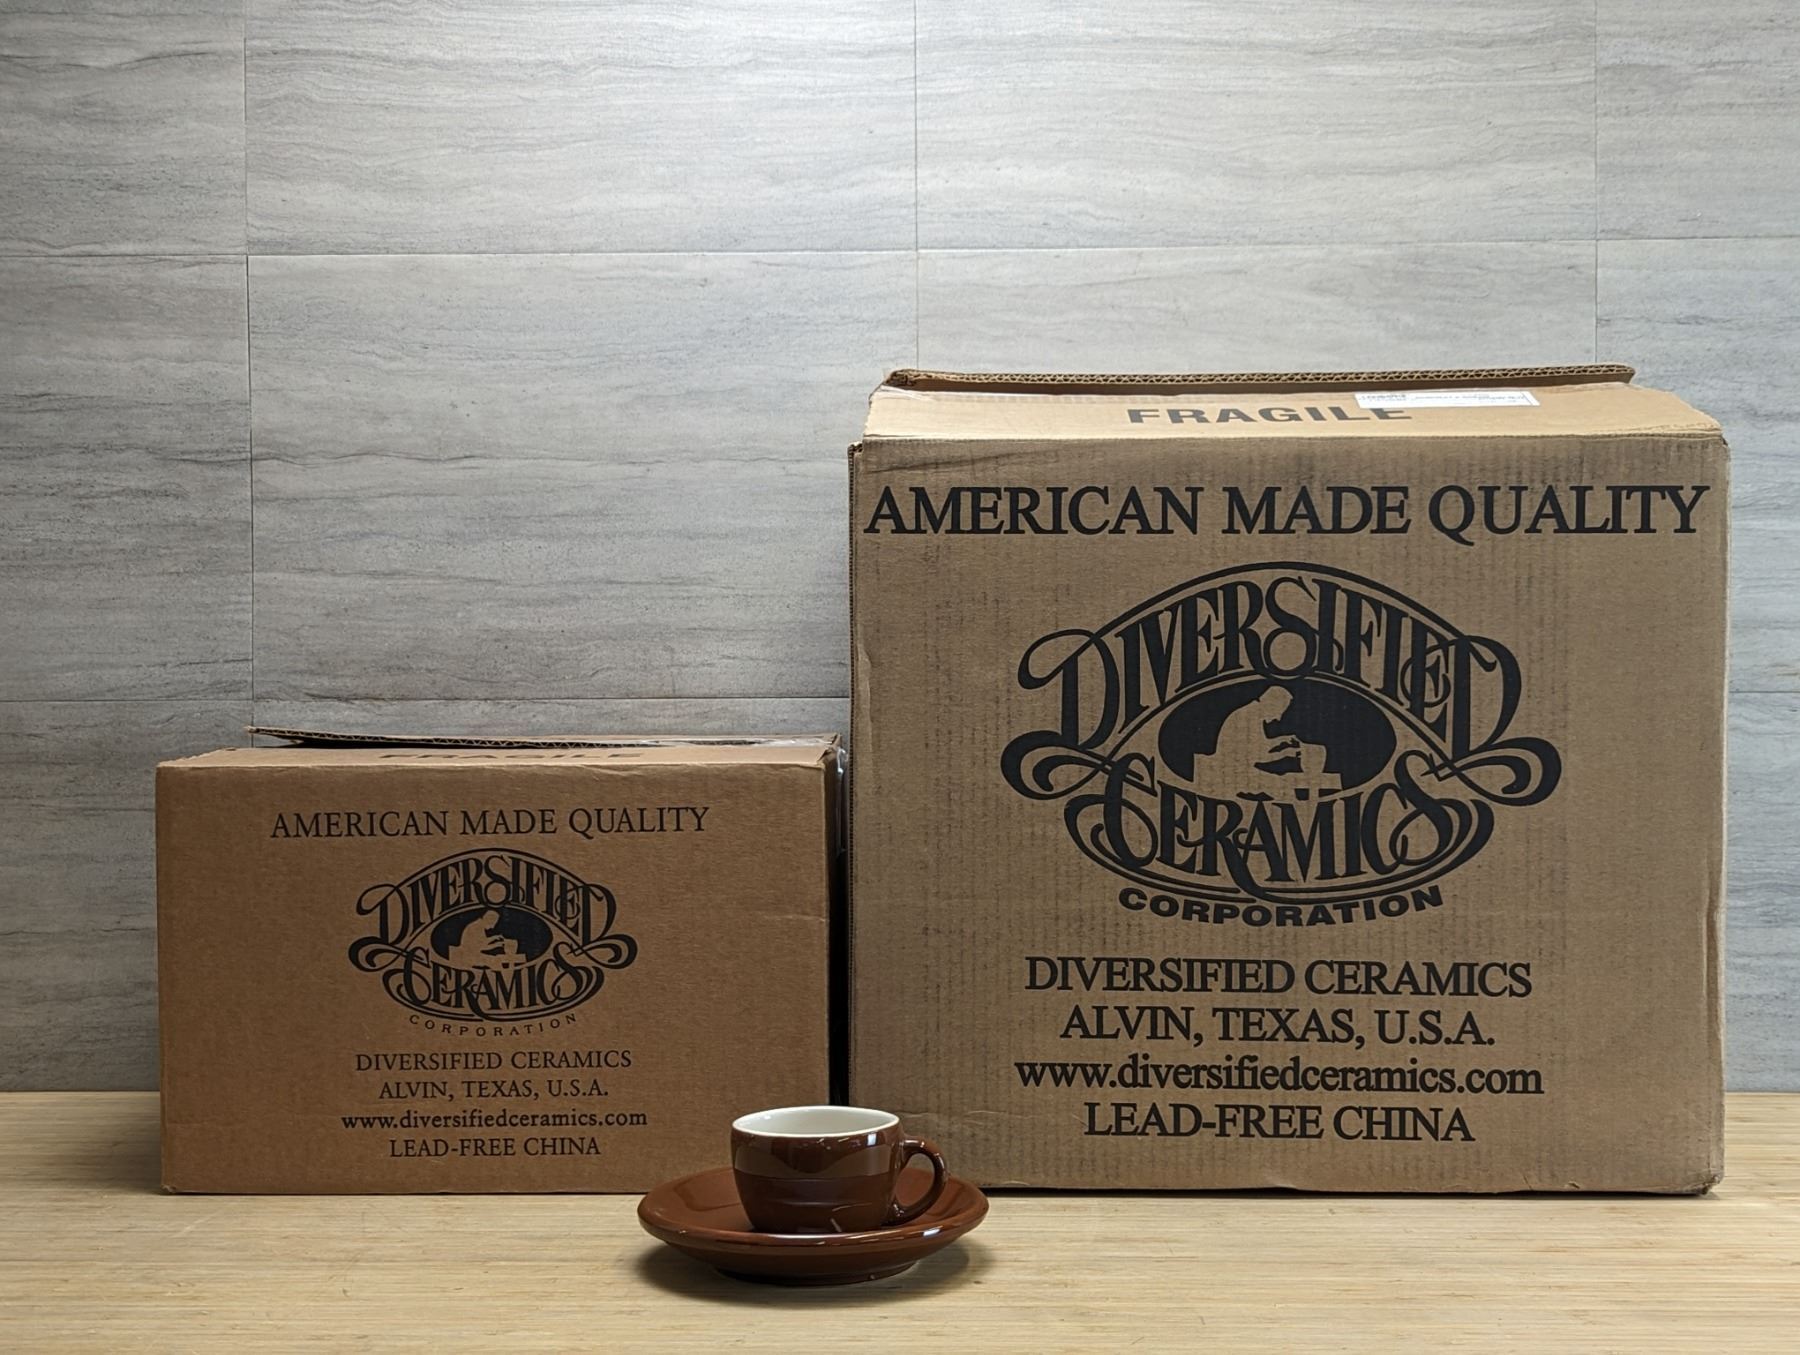 FRAGILE
AMERICAN MADE QUALITY
DIVERSIFIED
CERAMICS
CORPORATION
DIVERSIFIED CERAMICS
ALVIN, TEXAS, U.S.A.
www.diversifiedceramics.com
LEAD-FREE CHINA
FRAGILE
AMERICAN MADE QUALITY
DIVERSIFIED
CERAMICS
CORPORATION
DIVERSIFIED CERAMICS
ALVIN, TEXAS, U.S.A.
www.diversifiedceramics.com
LEAD-FREE CHINA